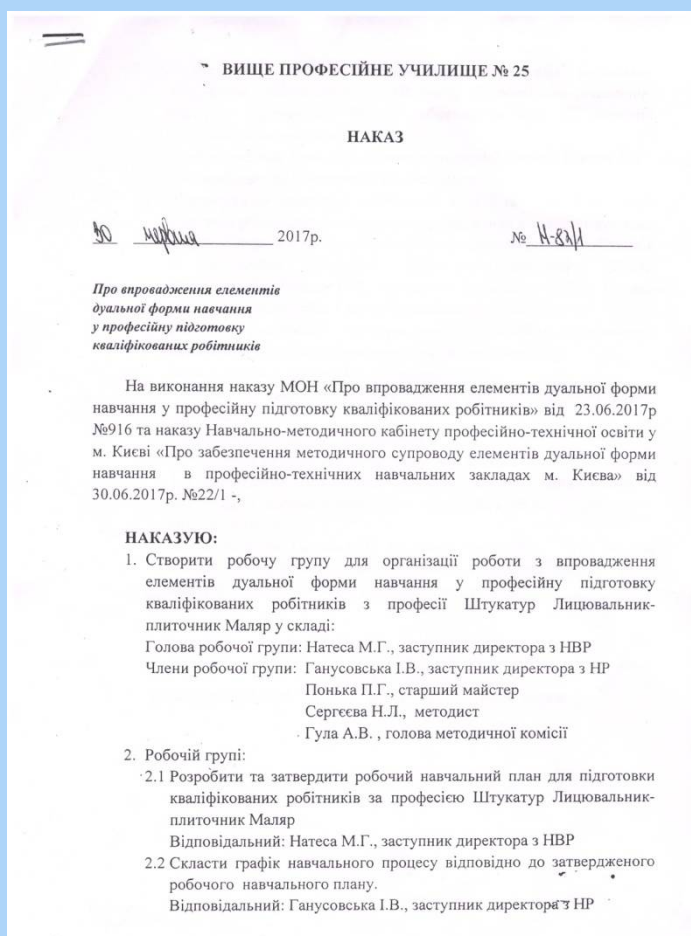 ВИЩЕ ПРОФЕСІЙНЕ УЧИЛИЩЕ № 25
НАКАЗ
30 червня 2017р. № Н-82/1
Про впровадження елементів
дуальної форми навчання
у професійну підготовку
кваліфікованих робітників
На виконання наказу МОН «Про впровадження елементів дуальної форми
навчання у професійну підготовку кваліфікованих робітників» від 23.06.2017р
№916 та наказу Навчально-методичного кабінету професійно-технічної освіти у
м. Києві «Про забезпечення методичного супроводу елементів дуальної форми
навчання в професійно-технічних навчальних закладах м. Києва» від
30.06.2017р. №22/1 -,
НАКАЗУЮ:
1. Створити робочу групу для організації роботи з впровадження
елементів дуальної форми навчання у професійну підготовку
кваліфікованих робітників з професії Штукатур Лицювальник-
плиточник Маляр у складі:
Голова робочої групи: Натеса М.Г., заступник директора з НВР
Члени робочої групи: Ганусовська І.В., заступник директора з НР
Понька П.Г., старший майстер
Сергєєва Н.Л., методист
Гула А.В. , голова методичної комісії
2. Робочій групі:
2.1 Розробити та затвердити робочий навчальний план для підготовки
кваліфікованих робітників за професією Штукатур Лицювальник-
плиточник Маляр
Відповідальний: Натеса М.Г., заступник директора з НВР
2.2 Скласти графік навчального процесу відповідно до затвердженого
робочого навчального плану.
Відповідальний: Ганусовська І.В., заступник директора з НР